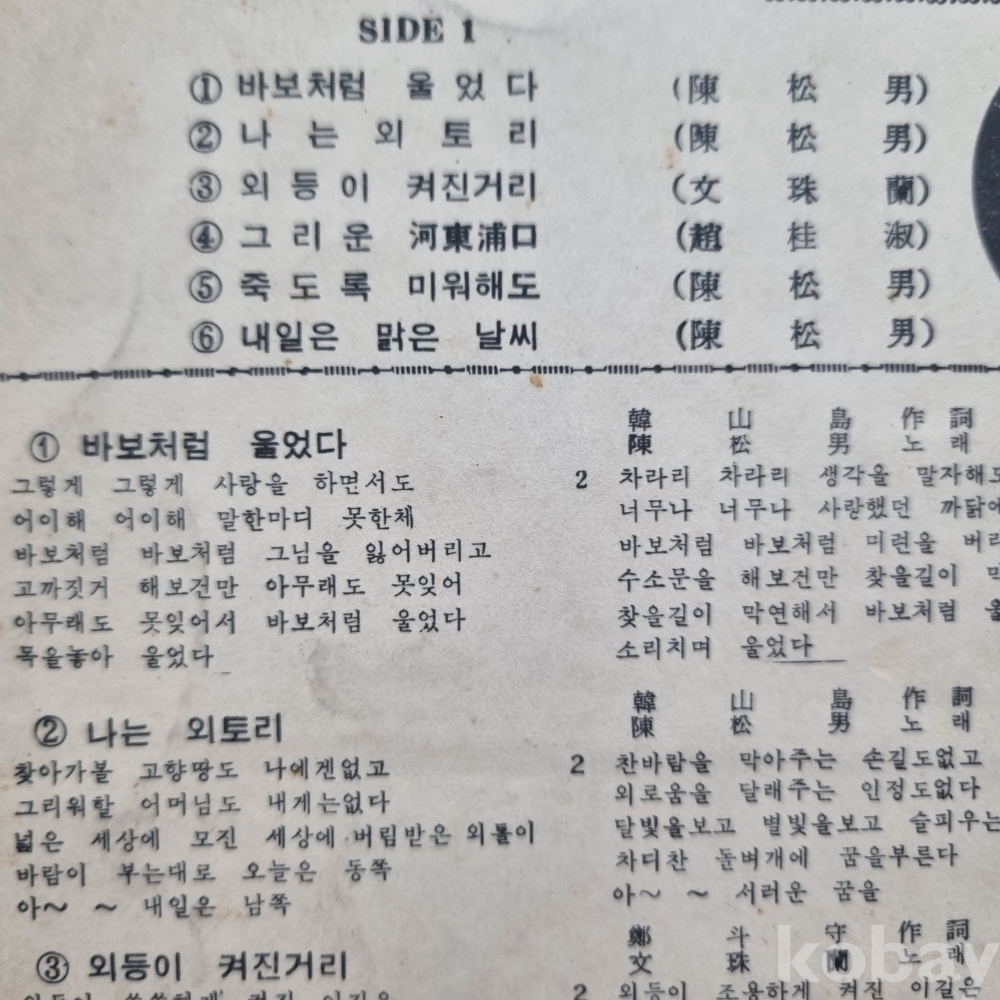 SIDE 1
① 바보처럼 울었다 (陳松男)
② 나는 외토리 (陳松男)
③ 외등이 켜진거리 (文珠蘭)
④ 그리운 河東浦口 (趙桂淑)
⑤ 죽도록 미워해도 (陳松男)
⑥ 내일은 맑은 날씨 (陳松男)
① 바보처럼 울었다
韓山島 作詞
陳松男 노래
그렇게 그렇게 사랑을 하면서도
어이해 어이해 말한마디 못한체
바보처럼 바보처럼 그님을 잃어버리고
고까짓거 해보건만 아무래도 못잊어
아무래도 못잊어서 바보처럼 울었다
목을놓아 울었다
2 차라리 차라리 생각을 말자해도
너무나 너무나 사랑했던 까닭에
바보처럼 바보처럼 미련을 버리
수소문을 해보건만 찾을길이 막
찾을길이 막연해서 바보처럼 울
소리치며 울었다
② 나는 외토리
韓山島 作詞
陳松男 노래
찾아가볼 고향땅도 나에겐없고
그리워할 어머님도 내게는없다
넓은 세상에 모진 세상에 버림받은 외톨이
바람이 부는대로 오늘은 동쪽
아~ ~ 내일은 남쪽
2 찬바람을 막아주는 손길도없고
외로움을 달래주는 인정도없다
달빛을보고 별빛을보고 슬피우는
차디찬 돌벼개에 꿈을부른다
아~ ~ 서러운 꿈을
③ 외등이 켜진거리
鄭斗守 作詞
文珠蘭 노래
2 외등이 조용하게 켜진 이길은
kobay